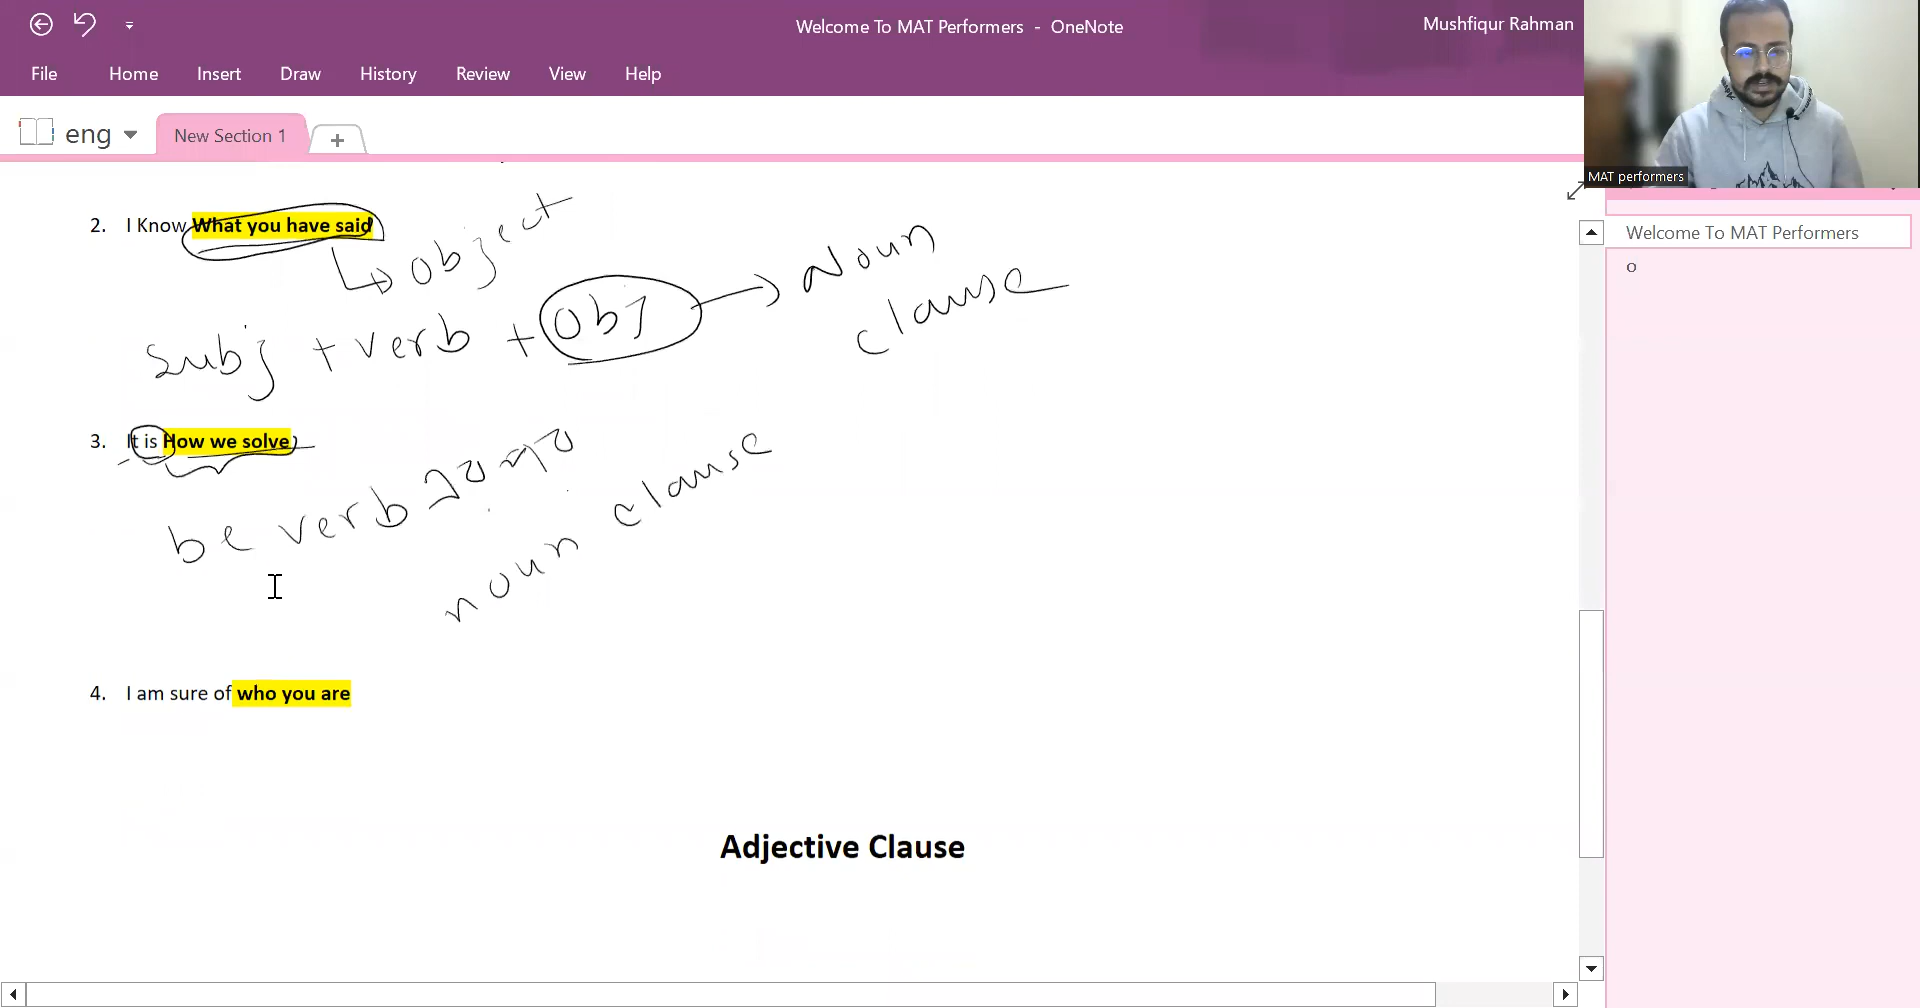 Welcome To MAT Performers - OneNote
Mushfiqur Rahman
File Home Insert Draw History Review View Help
MAT performers
eng
New Section 1
+
Welcome To MAT Performers
o
2. I Know What you have said
object
subj + verb + obj
Noun
clause
3. It is How we solve
be verb এর পর
noun clause
4. I am sure of who you are
Adjective Clause